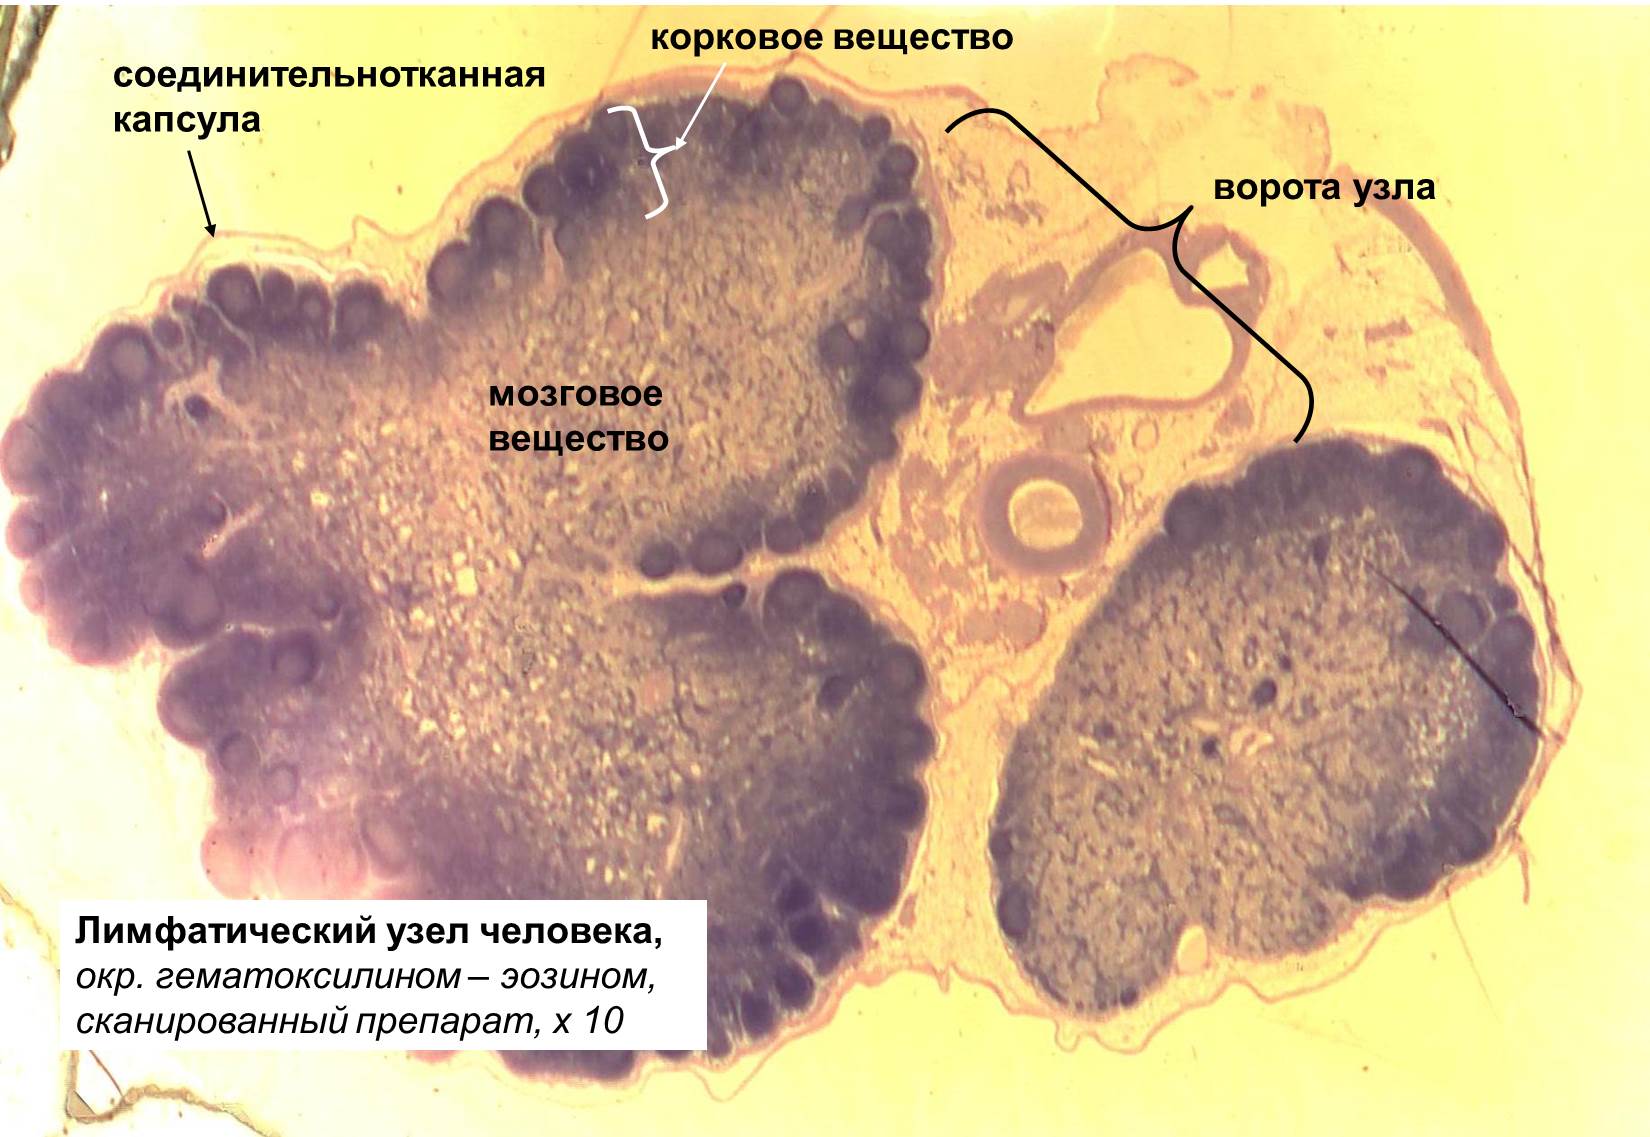 корковое вещество
соединительнотканная
капсула
ворота узла
мозговое
вещество
Лимфатический узел человека,
окр. гематоксилином – эозином,
сканированный препарат, х 10